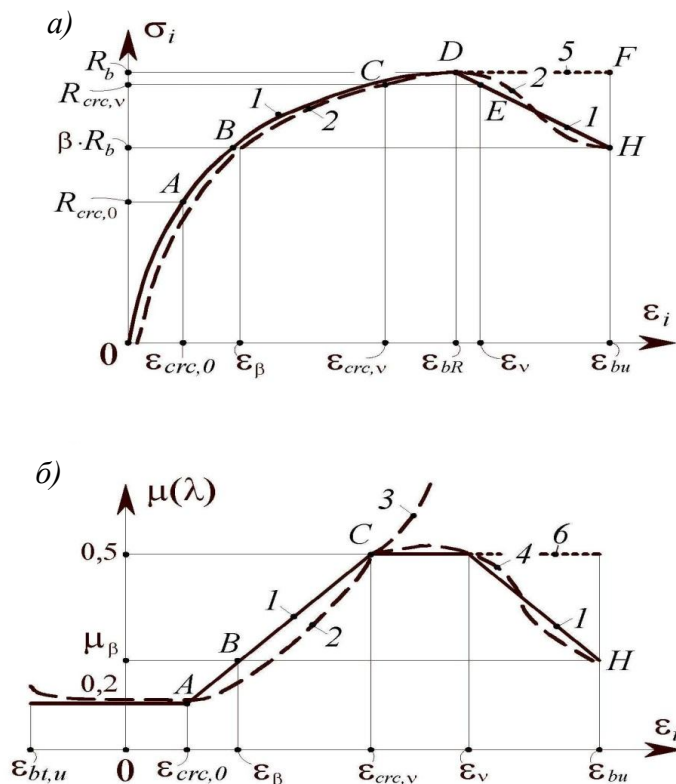 а)
σi
Rb
Rcrc,ν
β·Rb
Rcrc,0
A
B
C
D
E
F
H
1
2
5
2
1
0
εcrc,0
εβ
εcrc,ν
εbR
εν
εbu
εi
б)
μ(λ)
0,5
μβ
0,2
A
B
C
H
1
2
3
4
6
1
εbt,u
0
εcrc,0
εβ
εcrc,ν
εν
εbu
εi